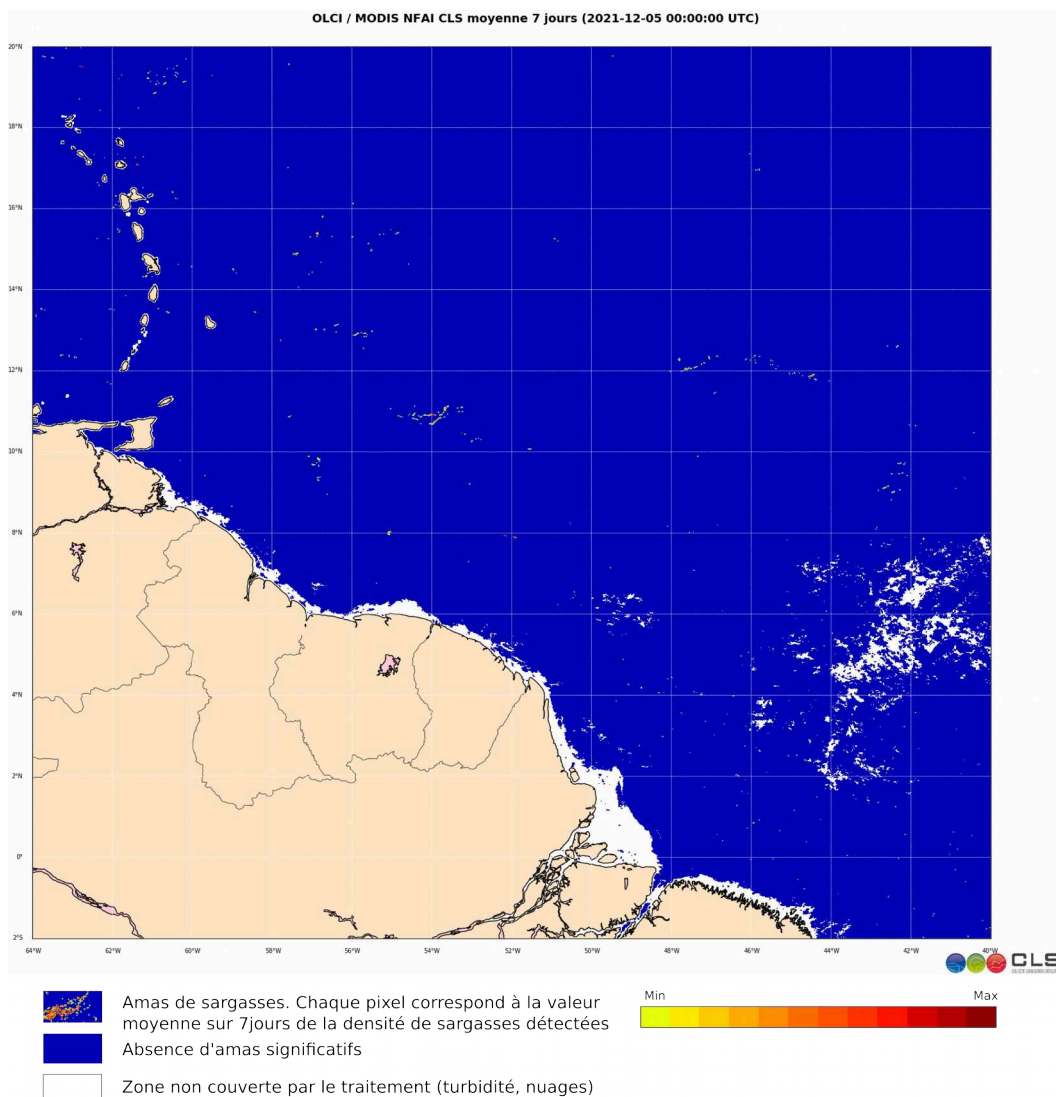 OLCI / MODIS NFAI CLS moyenne 7 jours (2021-12-05 00:00:00 UTC)
20°N
18°N
16°N
14°N
12°N
10°N
8°N
6°N
4°N
2°N
0°
2°S
64°W 62°W 60°W 58°W 56°W 54°W 52°W 50°W 48°W 46°W 44°W 42°W 40°W
CLS
Amas de sargasses. Chaque pixel correspond à la valeur
moyenne sur 7jours de la densité de sargasses détectées
Min Max
Absence d'amas significatifs
Zone non couverte par le traitement (turbidité, nuages)